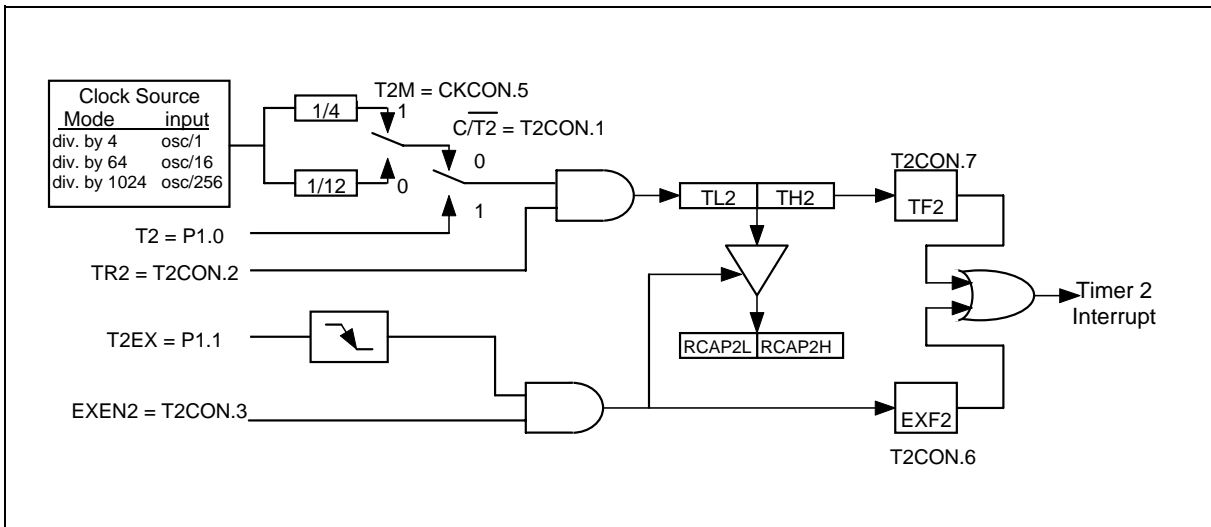 Clock Source
Mode input
div. by 4 osc/1
div. by 64 osc/16
div. by 1024 osc/256
1/4
1/12
T2M = CKCON.5
1
0
C/T2 = T2CON.1
0
1
T2 = P1.0
TR2 = T2CON.2
TL2 TH2
T2CON.7
TF2
Timer 2
Interrupt
T2EX = P1.1
RCAP2L RCAP2H
EXEN2 = T2CON.3
EXF2
T2CON.6